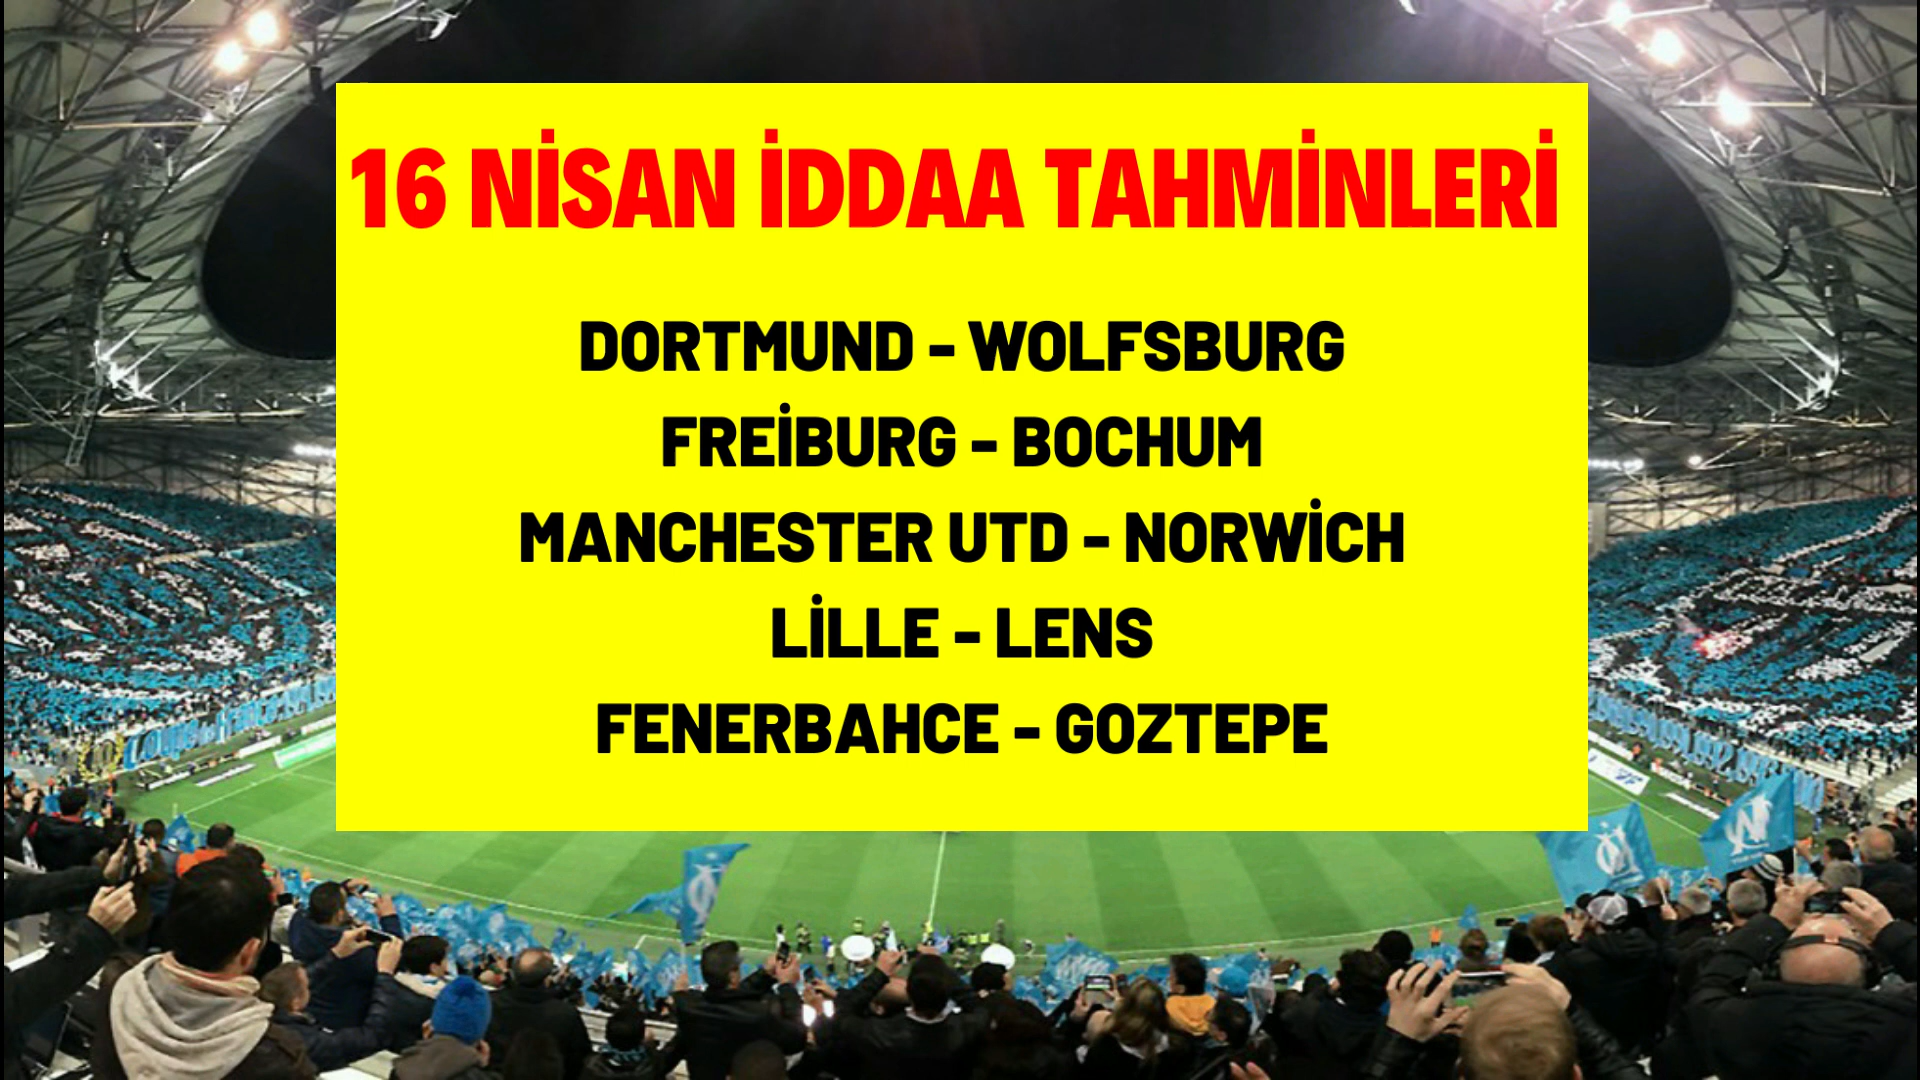 16 NİSAN İDDAA TAHMİNLERİ
DORTMUND - WOLFSBURG
FREİBURG - BOCHUM
MANCHESTER UTD - NORWİCH
LİLLE - LENS
FENERBAHCE - GOZTEPE